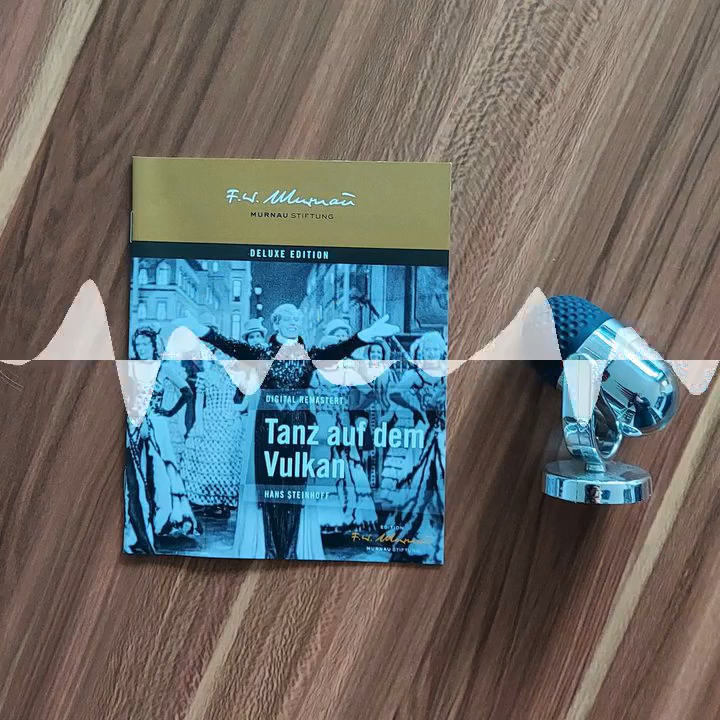 F. W. Murnau
MURNAU STIFTUNG
DELUXE EDITION
DIGITAL REMASTERT
Tanz auf dem
Vulkan
HANS STEINHOFF
EDITION
F. W. Murnau
MURNAU STIFTUNG